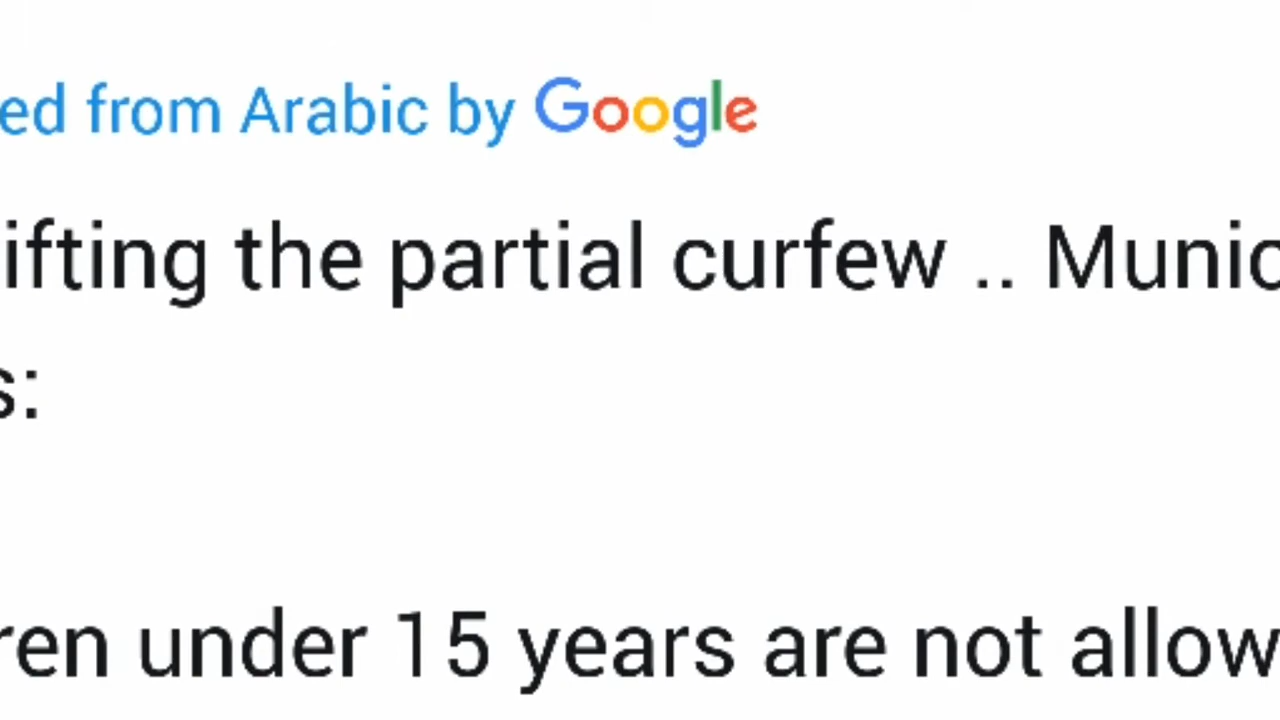 ed from Arabic by Google
ifting the partial curfew .. Munic
s:
ren under 15 years are not allow